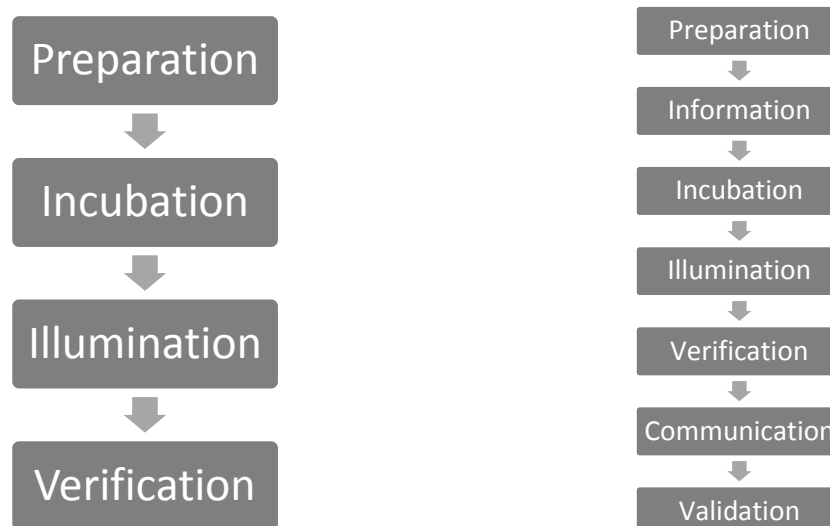 Preparation
Incubation
Illumination
Verification
Preparation
Information
Incubation
Illumination
Verification
Communication
Validation